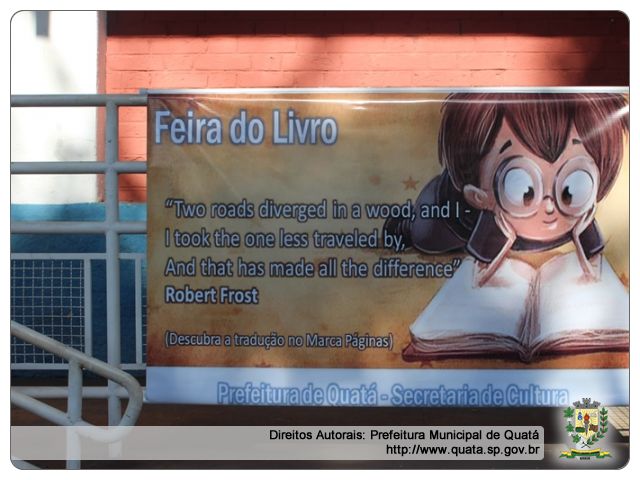 Feira do Livro
“Two roads diverged in a wood, and I -
I took the one less traveled by,
And that has made all the difference”
Robert Frost
(Descubra a tradução no Marca Páginas)
Prefeitura de Quatá - Secretaria de Cultura
Direitos Autorais: Prefeitura Municipal de Quatá
http://www.quata.sp.gov.br